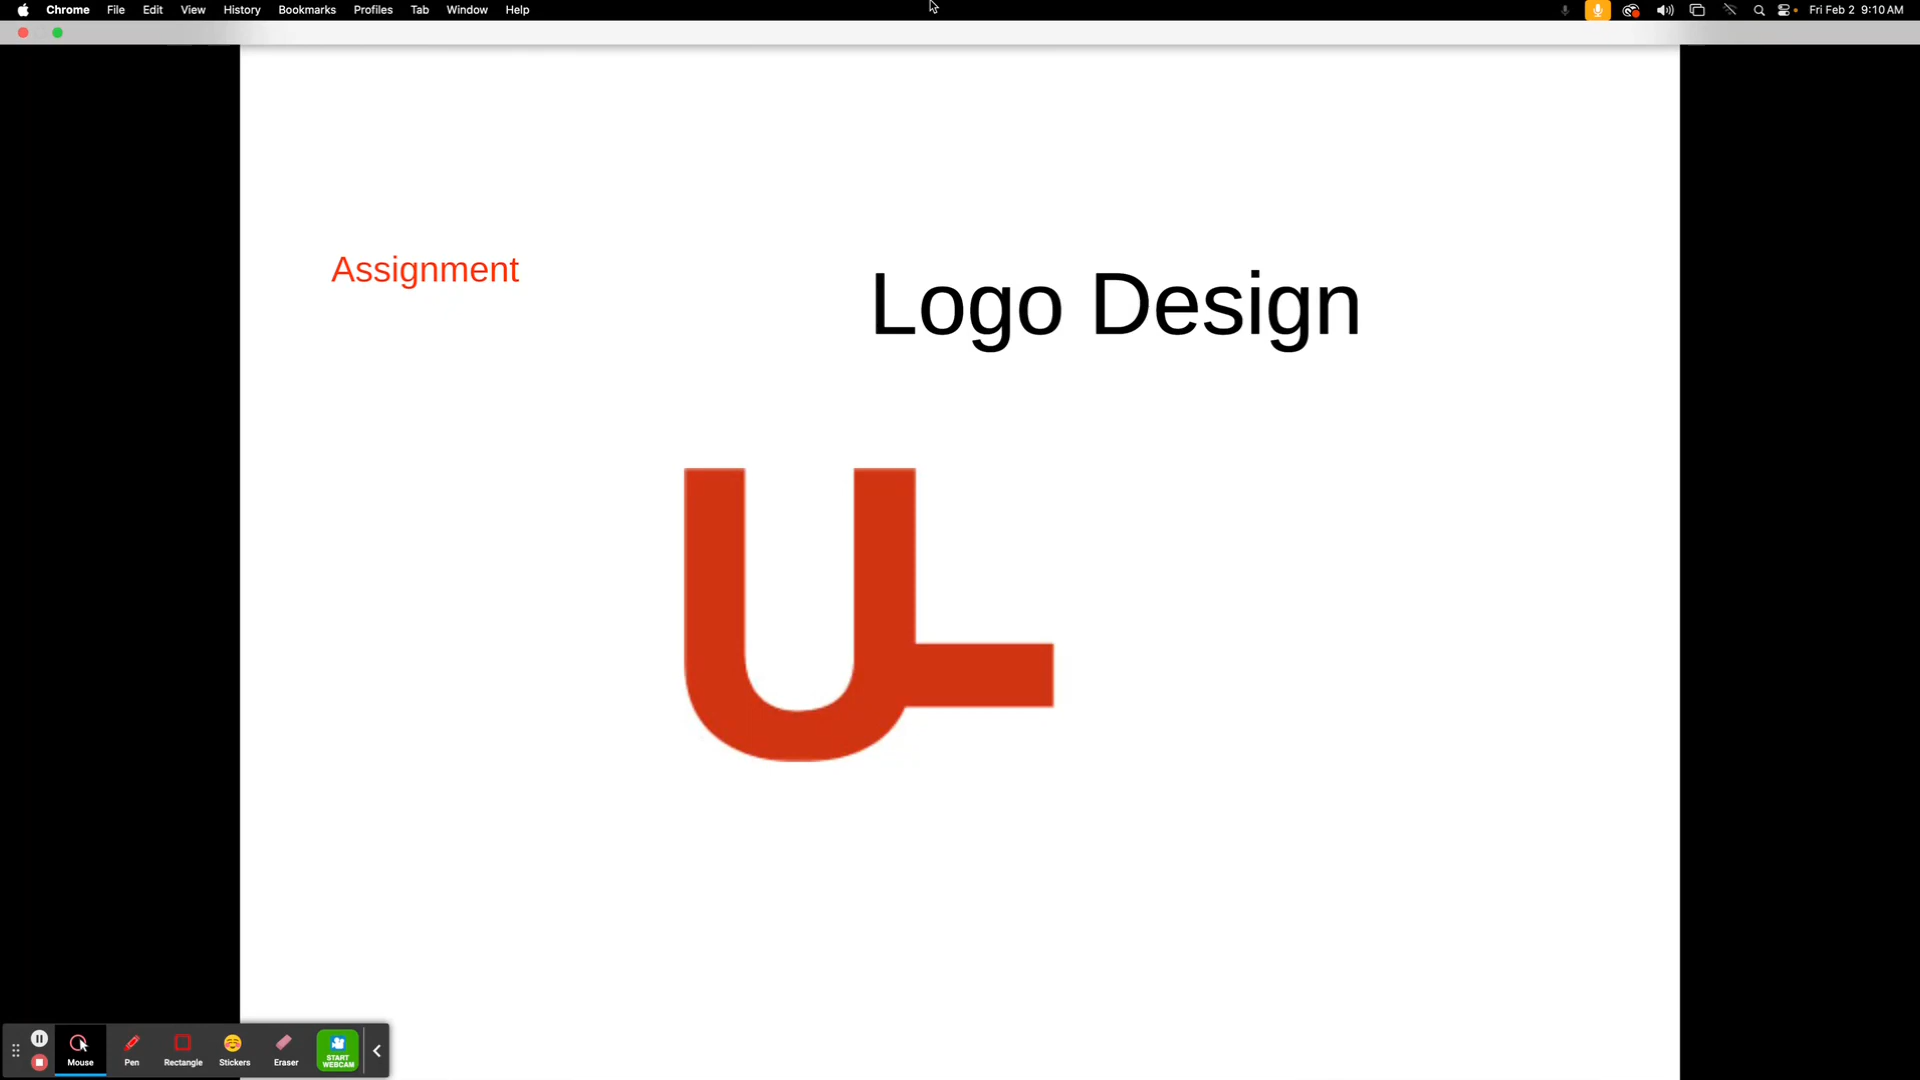 Chrome File Edit View History Bookmarks Profiles Tab Window Help Fri Feb 2 9:10 AM
Assignment
Logo Design
UL
Mouse Pen Rectangle Stickers Eraser START WEBCAM